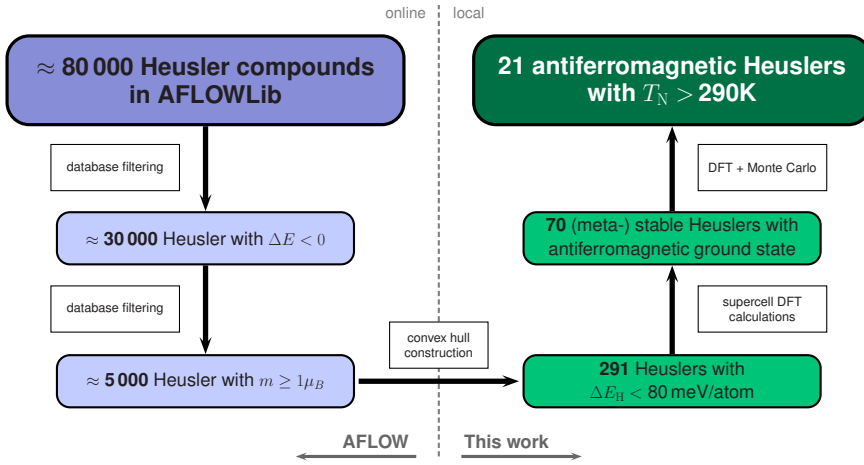 online
local
≈ 80 000 Heusler compounds
in AFLOWLib
21 antiferromagnetic Heuslers
with T_N > 290K
database filtering
DFT + Monte Carlo
≈ 30 000 Heusler with ΔE < 0
70 (meta-) stable Heuslers with
antiferromagnetic ground state
database filtering
supercell DFT
calculations
convex hull
construction
≈ 5 000 Heusler with m ≥ 1μ_B
291 Heuslers with
ΔE_H < 80 meV/atom
AFLOW
This work